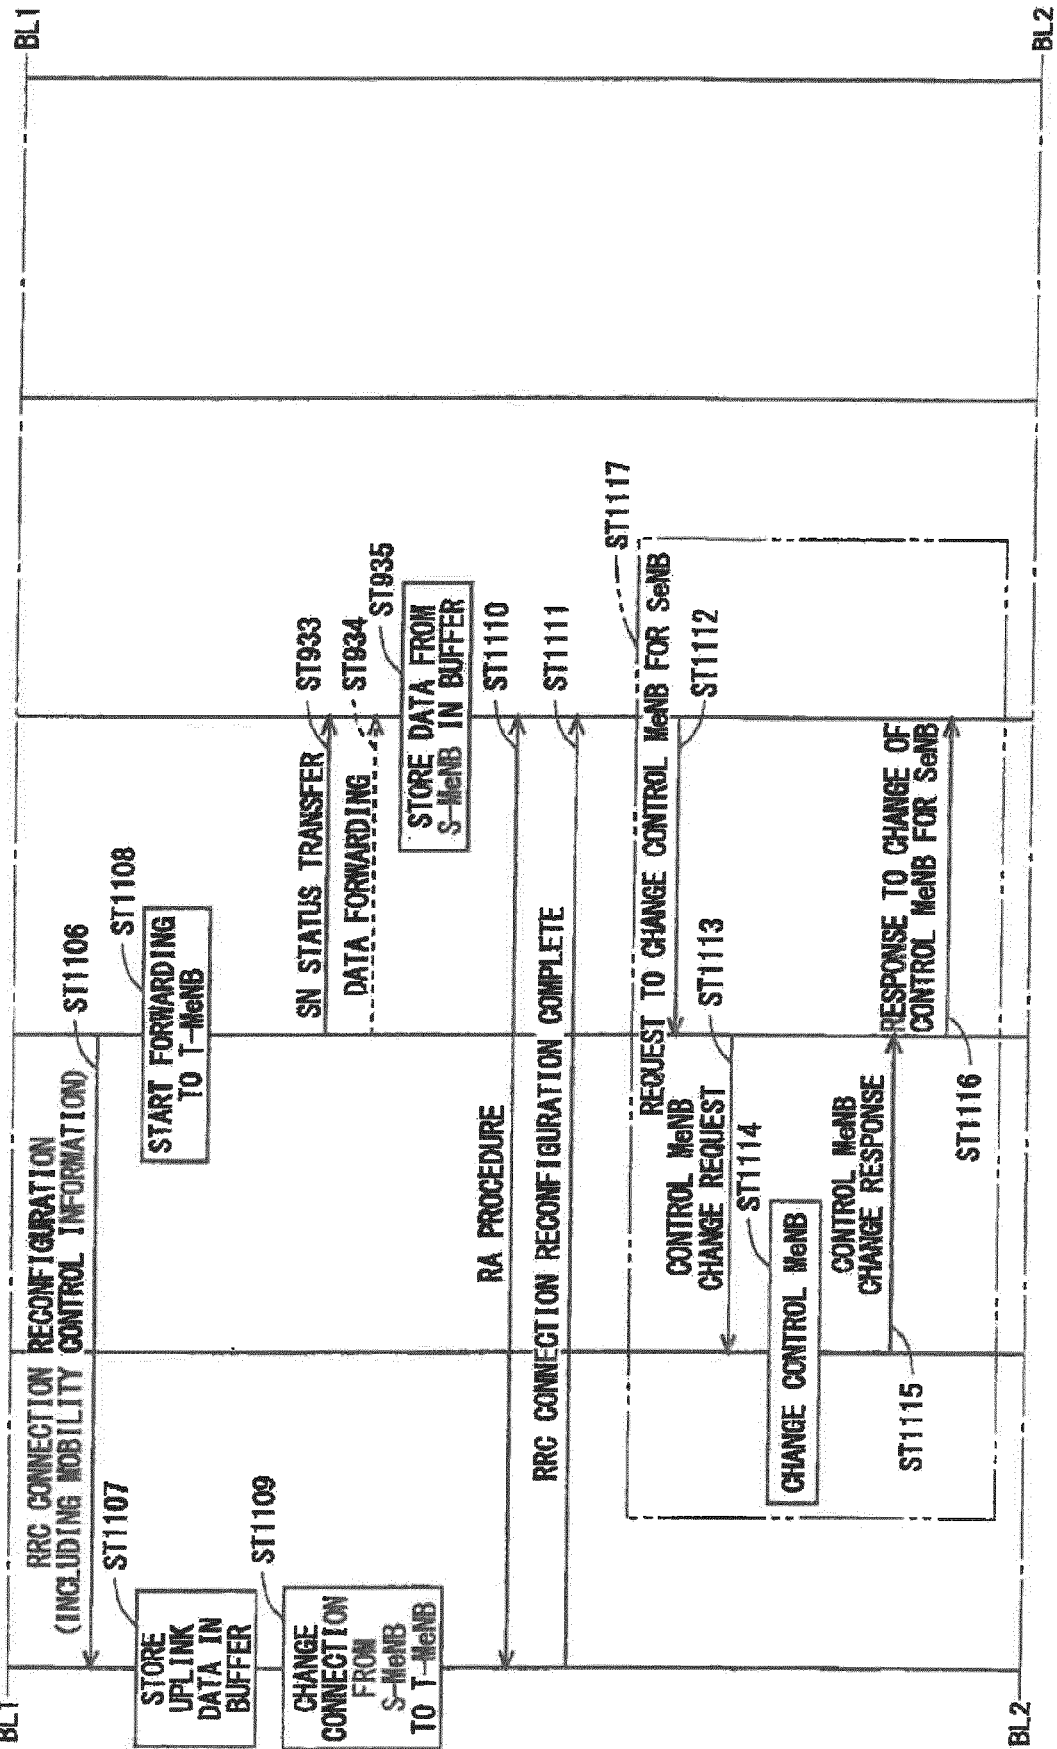 BL1
BL1
RRC CONNECTION RECONFIGURATION
(INCLUDING MOBILITY CONTROL INFORMATION)
ST1106
ST1107
STORE
UPLINK
DATA IN
BUFFER
ST1108
START FORWARDING
TO T-MeNB
ST1109
CHANGE
CONNECTION
FROM
S-MeNB
TO T-MeNB
SN STATUS TRANSFER
ST933
DATA FORWARDING
ST934
ST935
STORE DATA FROM
S-MeNB IN BUFFER
RA PROCEDURE
ST1110
RRC CONNECTION RECONFIGURATION COMPLETE
ST1111
ST1117
REQUEST TO CHANGE CONTROL MeNB FOR SeNB
ST1112
CONTROL MeNB
CHANGE REQUEST
ST1113
ST1114
CHANGE CONTROL MeNB
CONTROL MeNB
CHANGE RESPONSE
ST1115
RESPONSE TO CHANGE OF
CONTROL MeNB FOR SeNB
ST1116
BL2
BL2